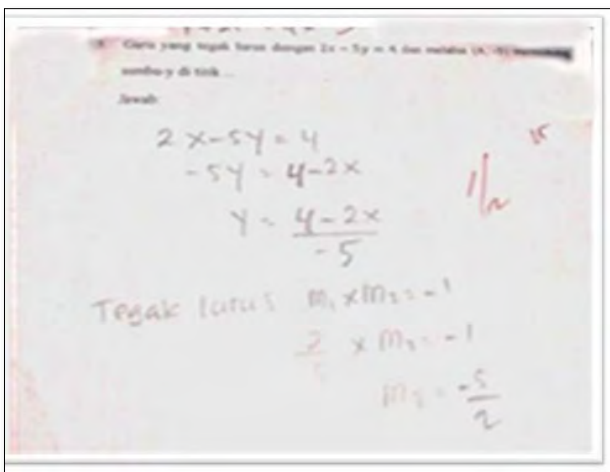 Garis yang tegak lurus dengan 2x – 5y = 4 dan melalui
sumbu-y di titik ...
Jawab:
2x-5y=4
-5y = 4-2x
y = 4-2x
-5
1/2
Tegak lurus m₁ x m₂ = -1
2 x m₂ = -1
m₂ = -5
2